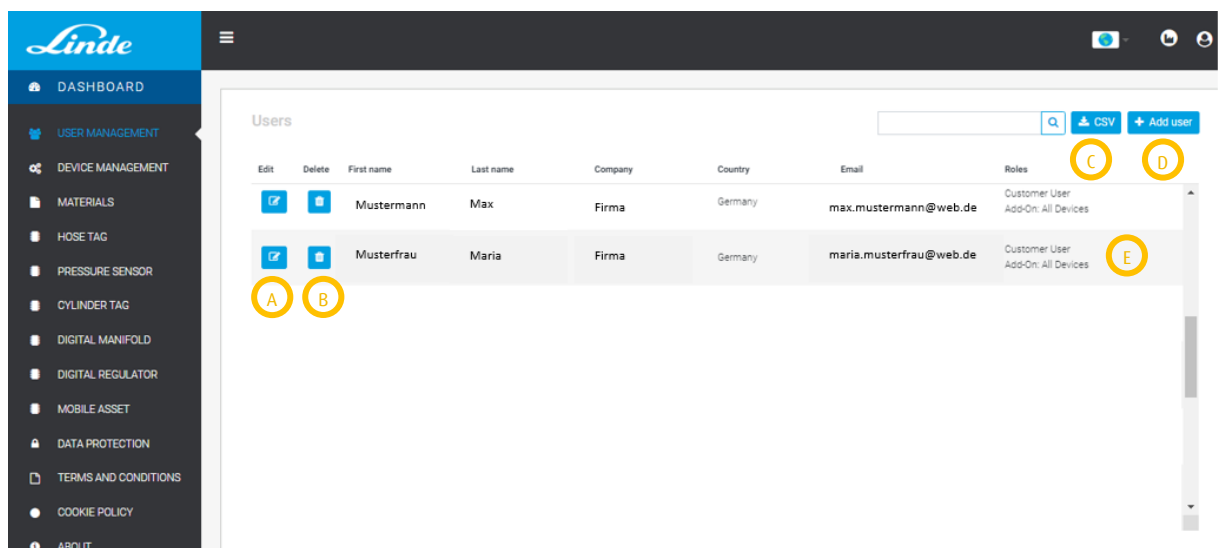 Linde
DASHBOARD
USER MANAGEMENT
DEVICE MANAGEMENT
MATERIALS
HOSE TAG
PRESSURE SENSOR
CYLINDER TAG
DIGITAL MANIFOLD
DIGITAL REGULATOR
MOBILE ASSET
DATA PROTECTION
TERMS AND CONDITIONS
COOKIE POLICY
ABOUT
Users
CSV
+ Add user
C
D
Edit Delete First name Last name Company Country Email Roles
Mustermann Max Firma Germany max.mustermann@web.de Customer User
Add-On: All Devices
Musterfrau Maria Firma Germany maria.musterfrau@web.de Customer User
Add-On: All Devices
E
A
B